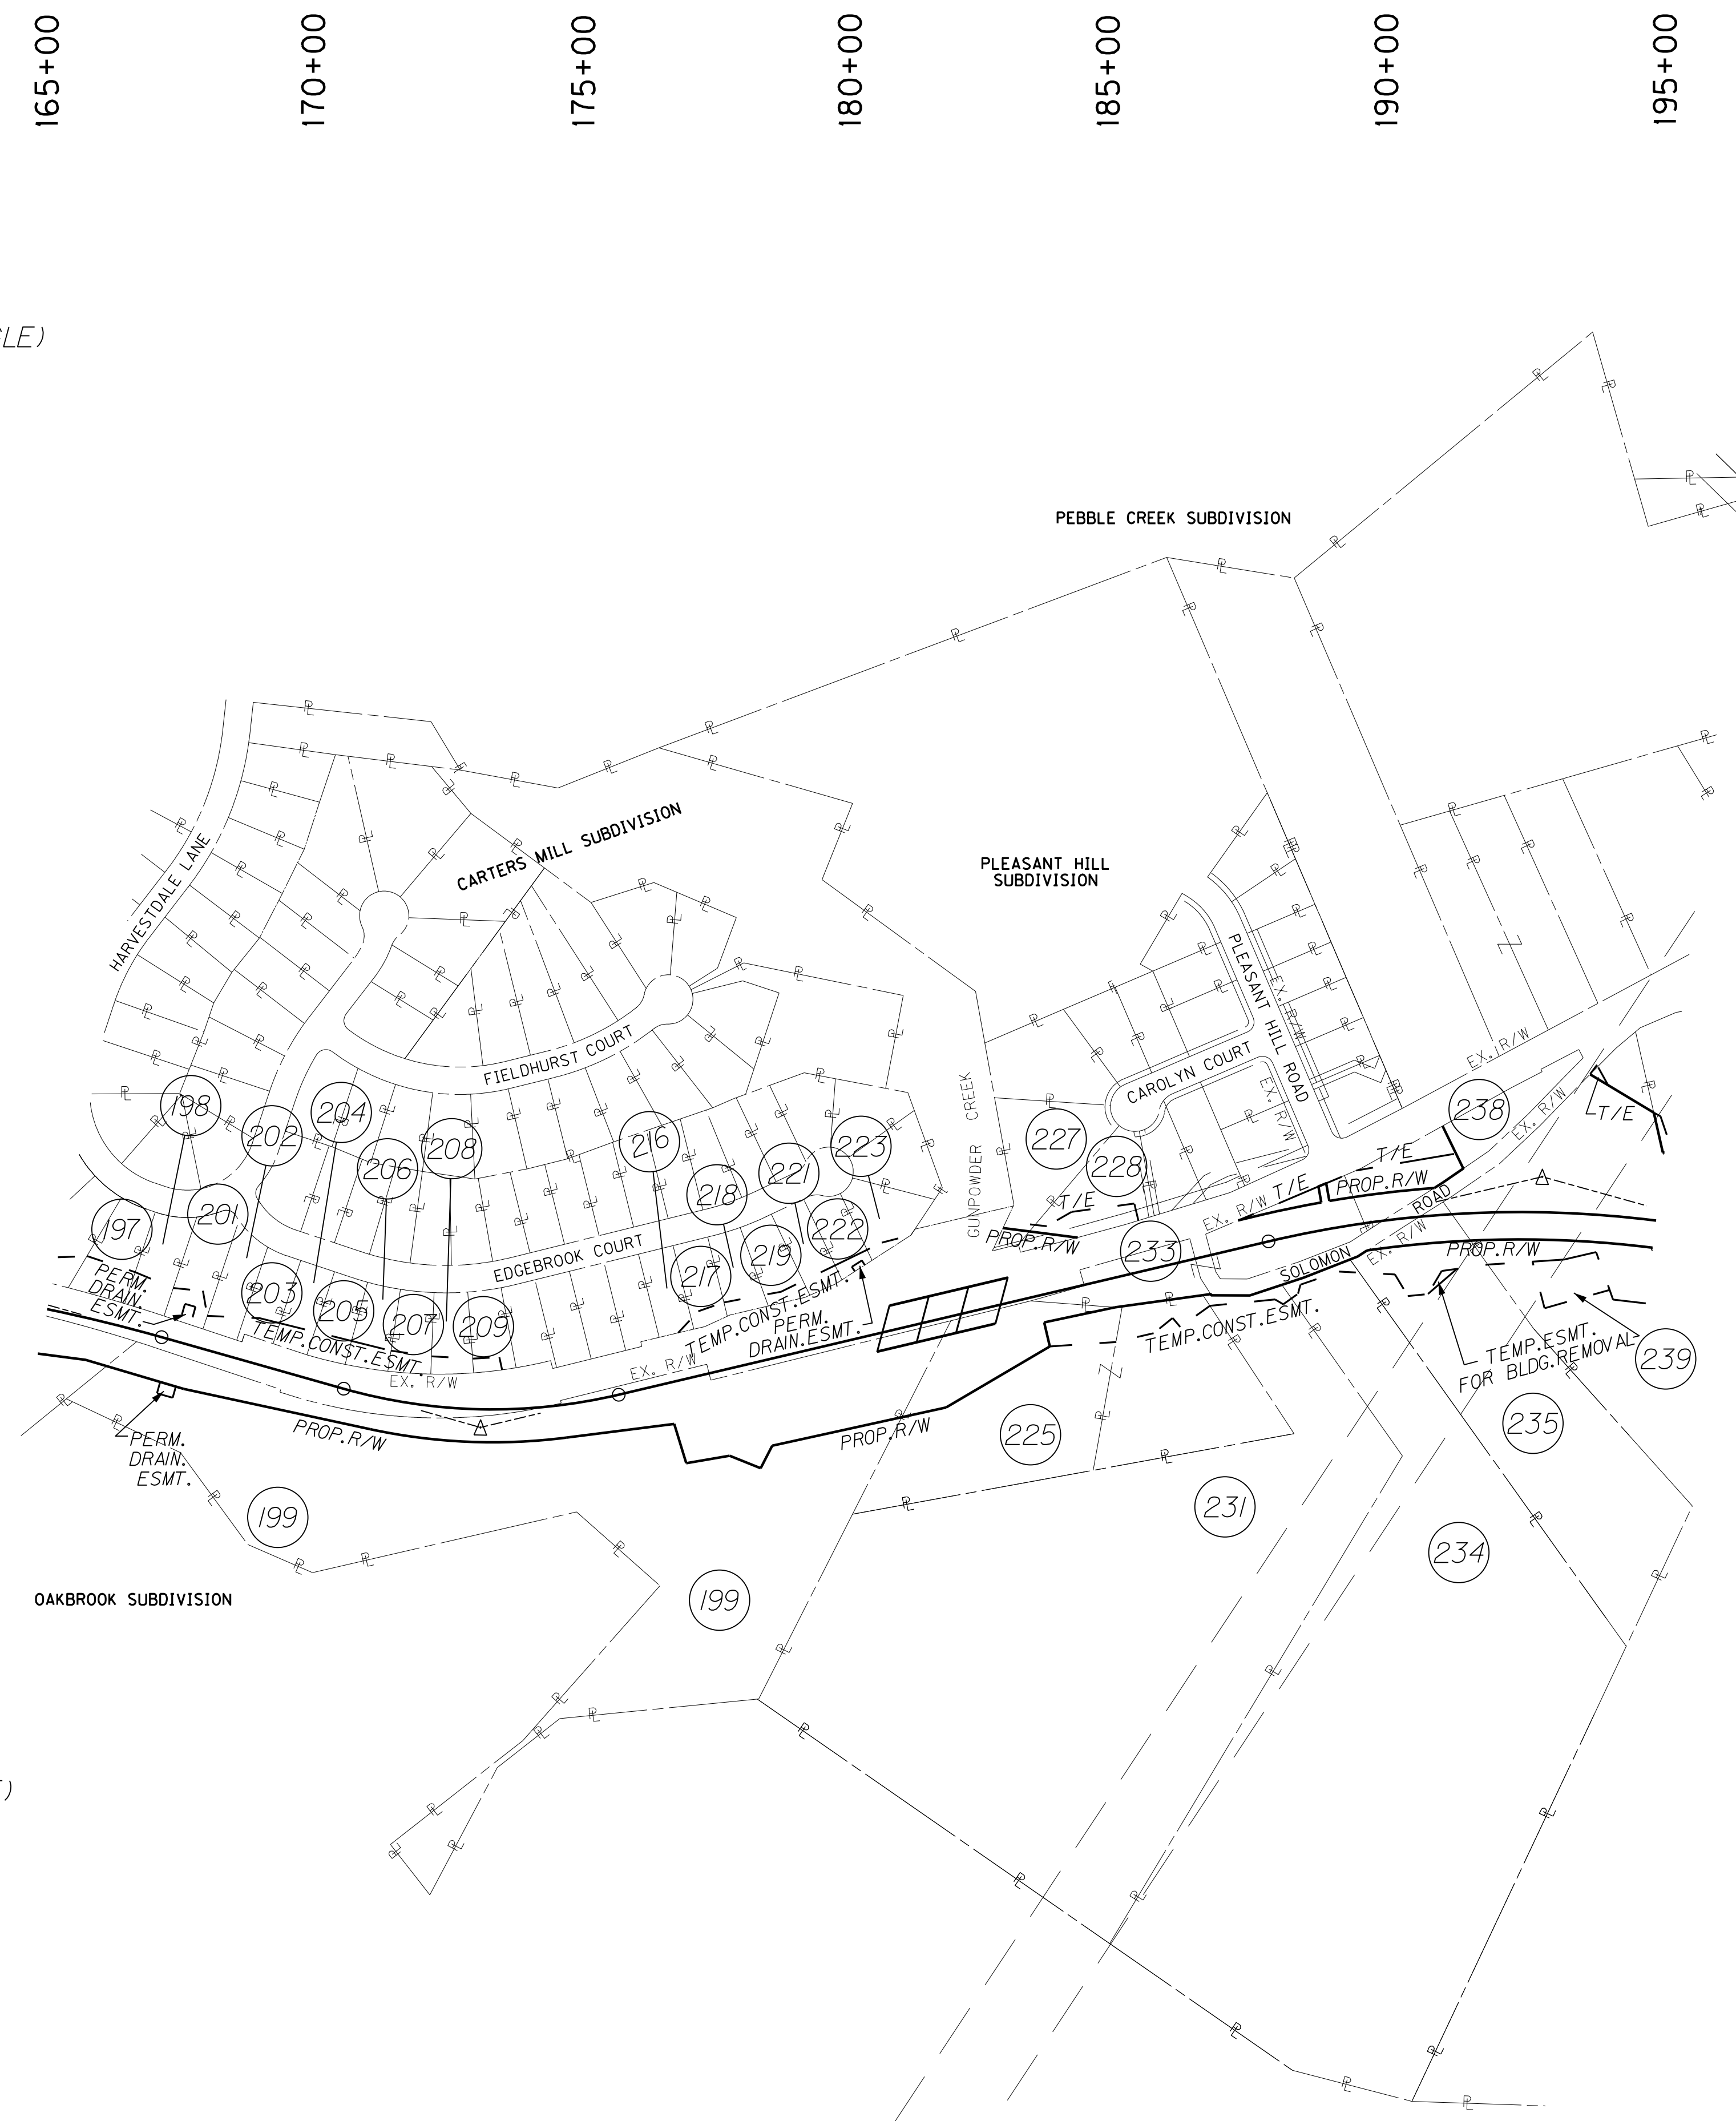 165+00
170+00
175+00
180+00
185+00
190+00
195+00
LE)
PEBBLE CREEK SUBDIVISION
CARTERS MILL SUBDIVISION
PLEASANT HILL
SUBDIVISION
HARVESTDALE LANE
FIELDHURST COURT
PLEASANT HILL ROAD
EX. R/W
CAROLYN COURT
EX. R/W
EX. R/W
EX. R/W
GUNPOWDER CREEK
198
202
204
206
208
216
218
221
223
227
228
238
T/E
T/E
T/E
T/E
PROP.R/W
EX. R/W
ROAD
197
201
EDGEBROOK COURT
217
219
222
PROP.R/W
233
SOLOMON
EX. R/W
PROP.R/W
PERM.
DRAIN.
ESMT.
203
205
207
209
TEMP.CONST.ESMT.
TEMP.CONST.ESMT.
PERM.
DRAIN.ESMT.
TEMP.CONST.ESMT.
EX. R/W
EX. R/W
TEMP.ESMT.
FOR BLDG.REMOVAL
239
PROP.R/W
PROP.R/W
PERM.
DRAIN.
ESMT.
225
235
199
231
234
199
OAKBROOK SUBDIVISION
)